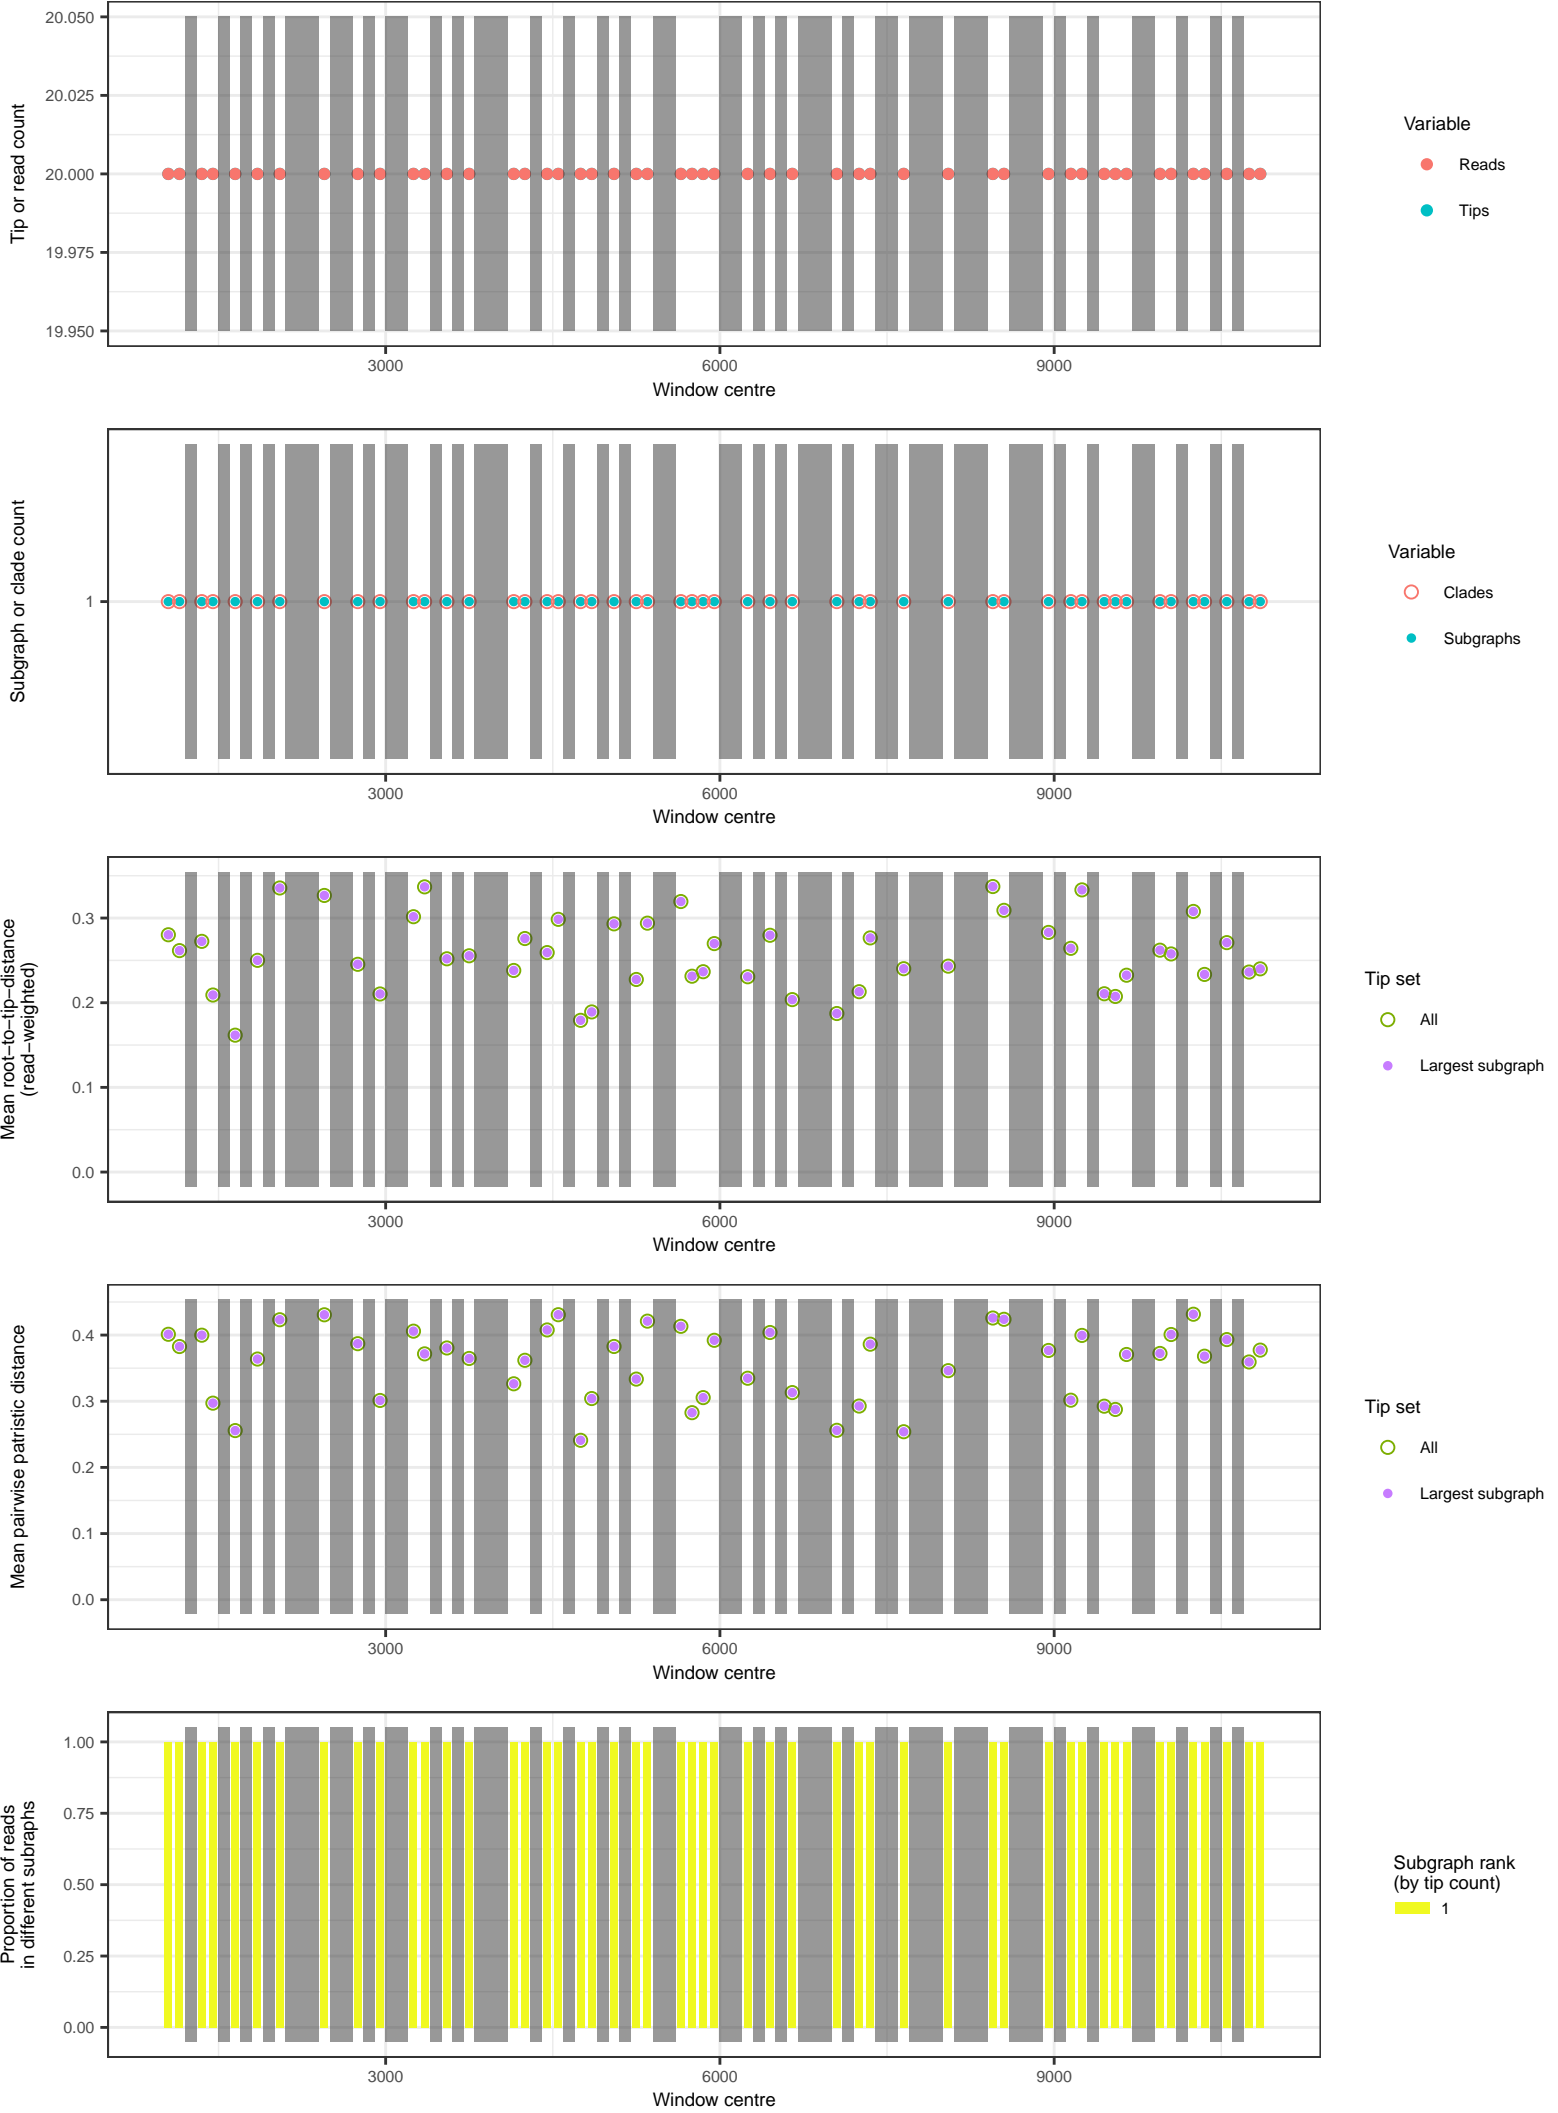 20.050
20.025
20.000
19.975
19.950
Tip or read count
3000
6000
9000
Window centre
Variable
Reads
Tips
1
Subgraph or clade count
3000
6000
9000
Window centre
Variable
Clades
Subgraphs
0.3
0.2
0.1
0.0
Mean root−to−tip−distance
(read−weighted)
3000
6000
9000
Window centre
Tip set
All
Largest subgraph
0.4
0.3
0.2
0.1
0.0
Mean pairwise patristic distance
3000
6000
9000
Window centre
Tip set
All
Largest subgraph
1.00
0.75
0.50
0.25
0.00
Proportion of reads
in different subraphs
3000
6000
9000
Window centre
Subgraph rank
(by tip count)
1